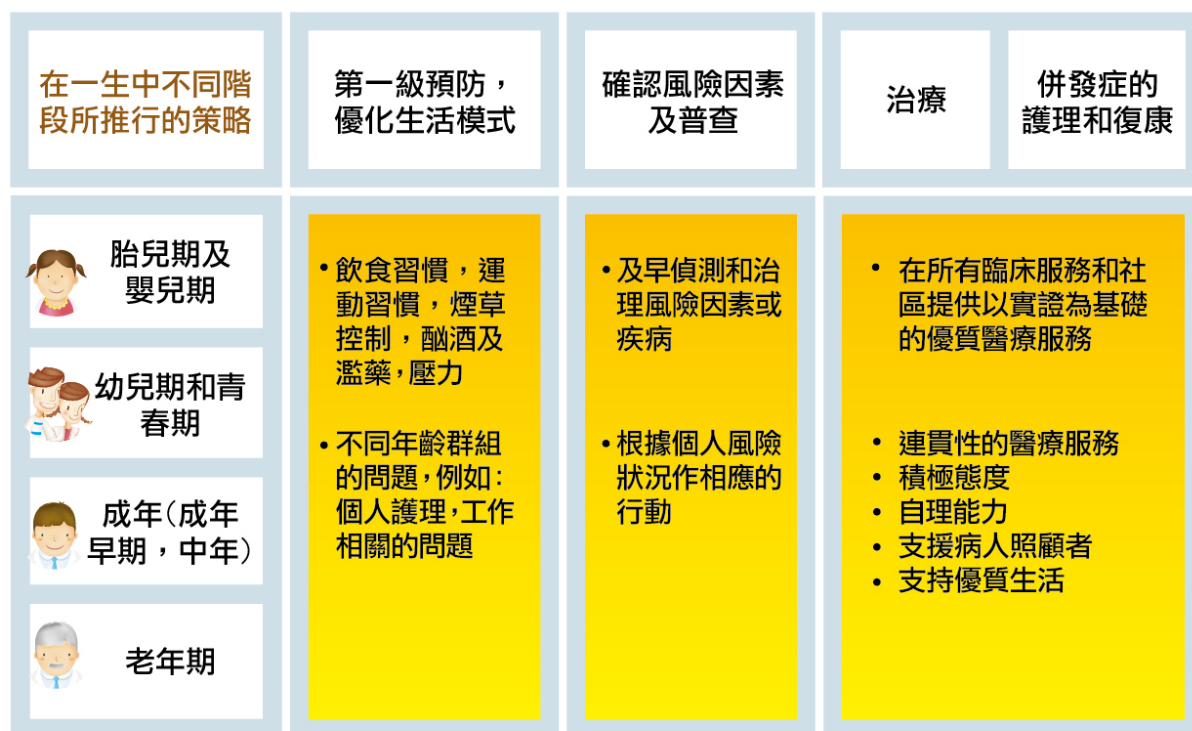 在一生中不同階
段所推行的策略
第一級預防，
優化生活模式
確認風險因素
及普查
治療
併發症的
護理和復康
胎兒期及
嬰兒期
幼兒期和青
春期
成年(成年
早期，中年)
老年期
• 飲食習慣，運
動習慣，煙草
控制，酗酒及
濫藥，壓力
• 不同年齡群組
的問題，例如：
個人護理，工作
相關的問題
• 及早偵測和治
理風險因素或
疾病
• 根據個人風險
狀況作相應的
行動
• 在所有臨床服務和社
區提供以實證為基礎
的優質醫療服務
• 連貫性的醫療服務
• 積極態度
• 自理能力
• 支援病人照顧者
• 支持優質生活